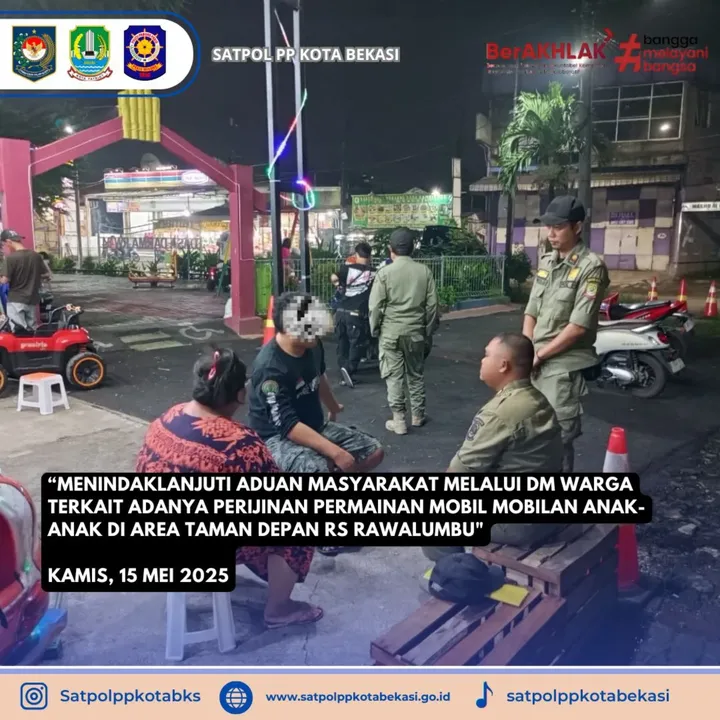 SATPOL PP KOTA BEKASI
BerAKHLAK
#bangga
melayani
bangsa
“MENINDAKLANJUTI ADUAN MASYARAKAT MELALUI DM WARGA
TERKAIT ADANYA PERIJINAN PERMAINAN MOBIL MOBILAN ANAK-
ANAK DI AREA TAMAN DEPAN RS RAWALUMBU"
KAMIS, 15 MEI 2025
Satpolppkotabks
www.satpolppkotabekasi.go.id
satpolppkotabekasi